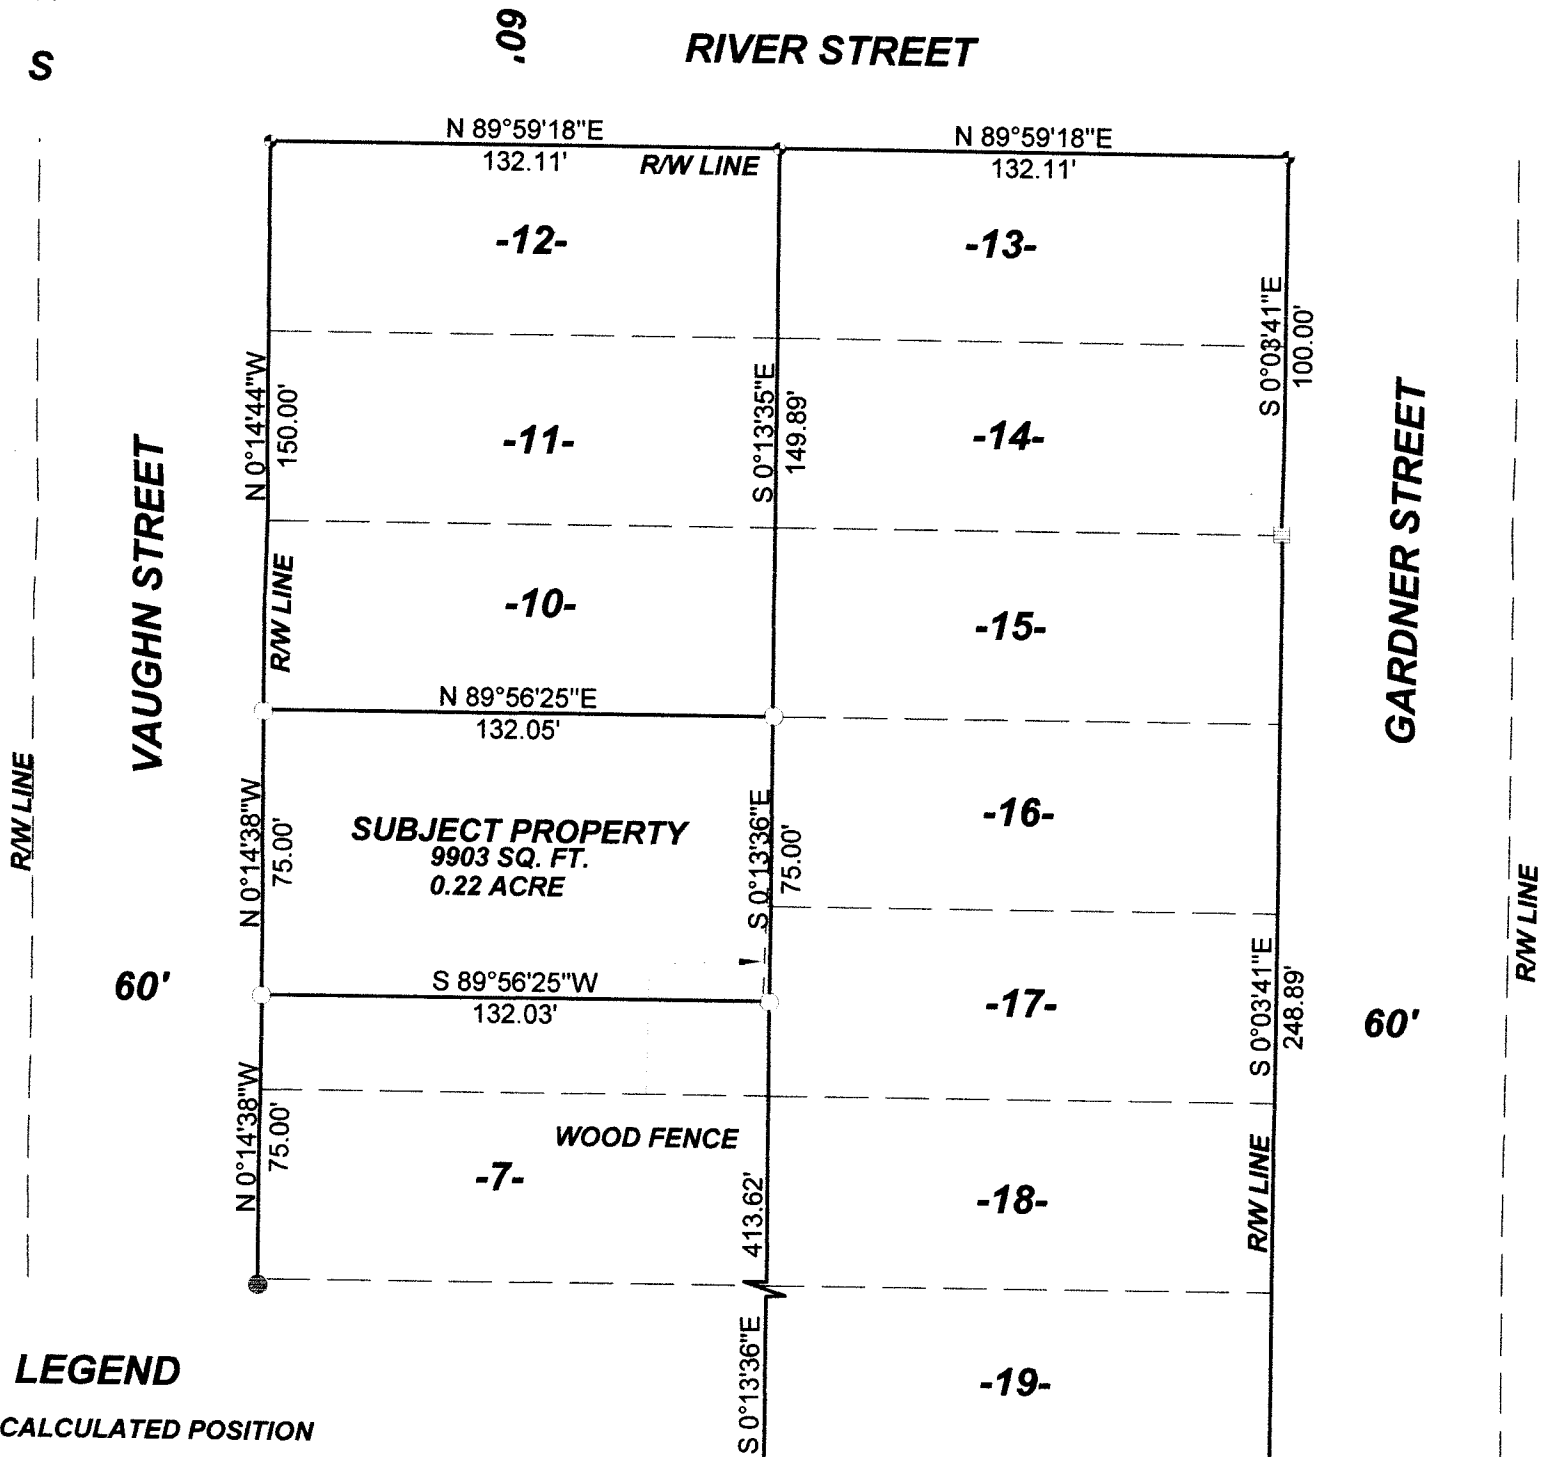 S
60'
RIVER STREET
N 89°59'18"E
132.11'
R/W LINE
N 89°59'18"E
132.11'
-12-
-13-
S 0°03'41"E
100.00'
N 0°14'44"W
150.00'
S 0°13'35"E
149.89'
-11-
-14-
VAUGHN STREET
GARDNER STREET
R/W LINE
-10-
-15-
N 89°56'25"E
132.05'
R/W LINE
N 0°14'38"W
75.00'
SUBJECT PROPERTY
9903 SQ. FT.
0.22 ACRE
S 0°13'36"E
75.00'
-16-
R/W LINE
60'
S 89°56'25"W
132.03'
-17-
S 0°03'41"E
248.89'
60'
N 0°14'38"W
75.00'
WOOD FENCE
-7-
413.62'
-18-
R/W LINE
S 0°13'36"E
-19-
LEGEND
CALCULATED POSITION